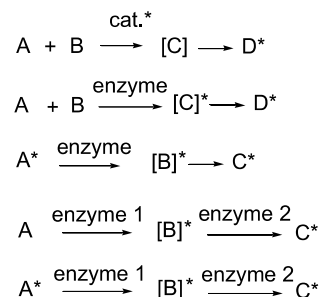 cat.*
A + B [C] D*
enzyme
A + B [C]* D*
enzyme
A* [B]* C*
enzyme 1 enzyme 2
A [B]* C*
enzyme 1 enzyme 2
A* [B]* C*